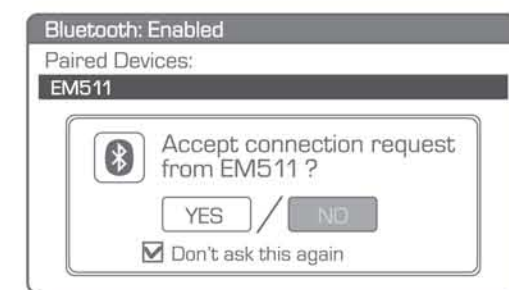 Bluetooth: Enabled
Paired Devices:
EM511
Accept connection request
from EM511 ?
YES / NO
Don't ask this again